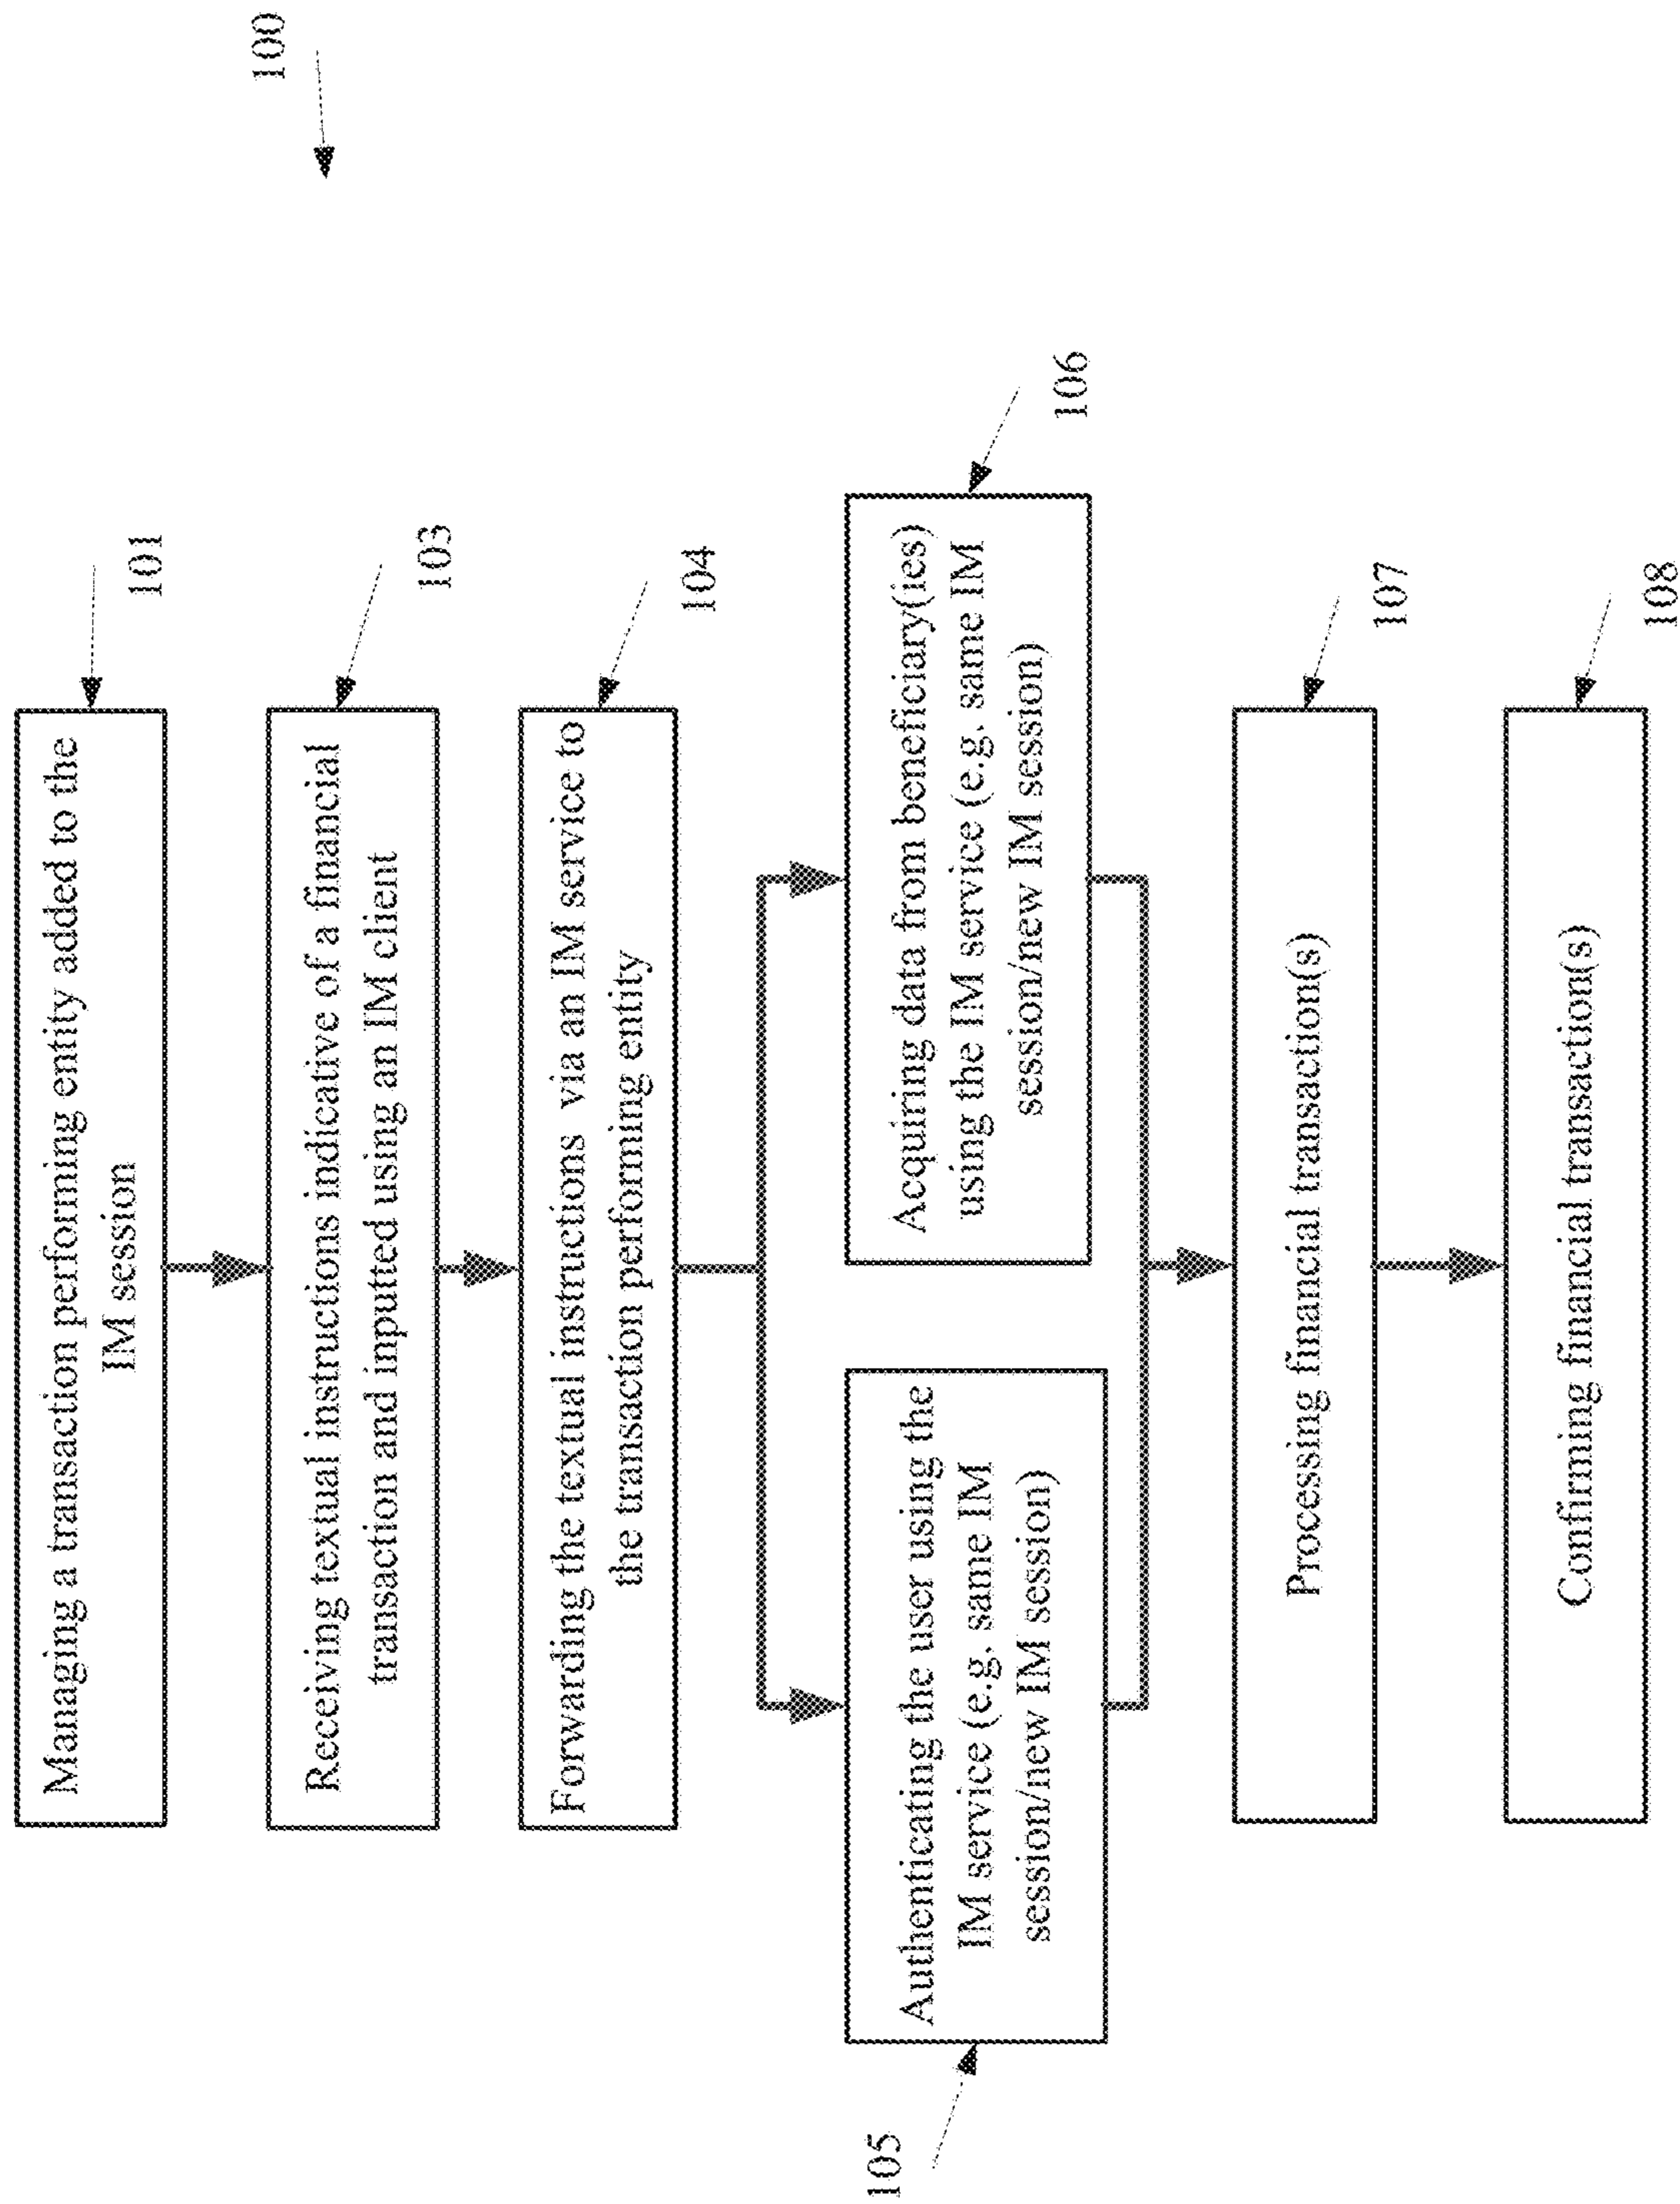 100
Managing a transaction performing entity added to the
IM session
101
Receiving textual instructions indicative of a financial
transaction and inputted using an IM client
103
Forwarding the textual instructions via an IM service to
the transaction performing entity
104
105
Authenticating the user using the
IM service (e.g. same IM
session/new IM session)
Acquiring data from beneficiary(ies)
using the IM service (e.g. same IM
session/new IM session)
106
Processing financial transaction(s)
107
Confirming financial transaction(s)
108